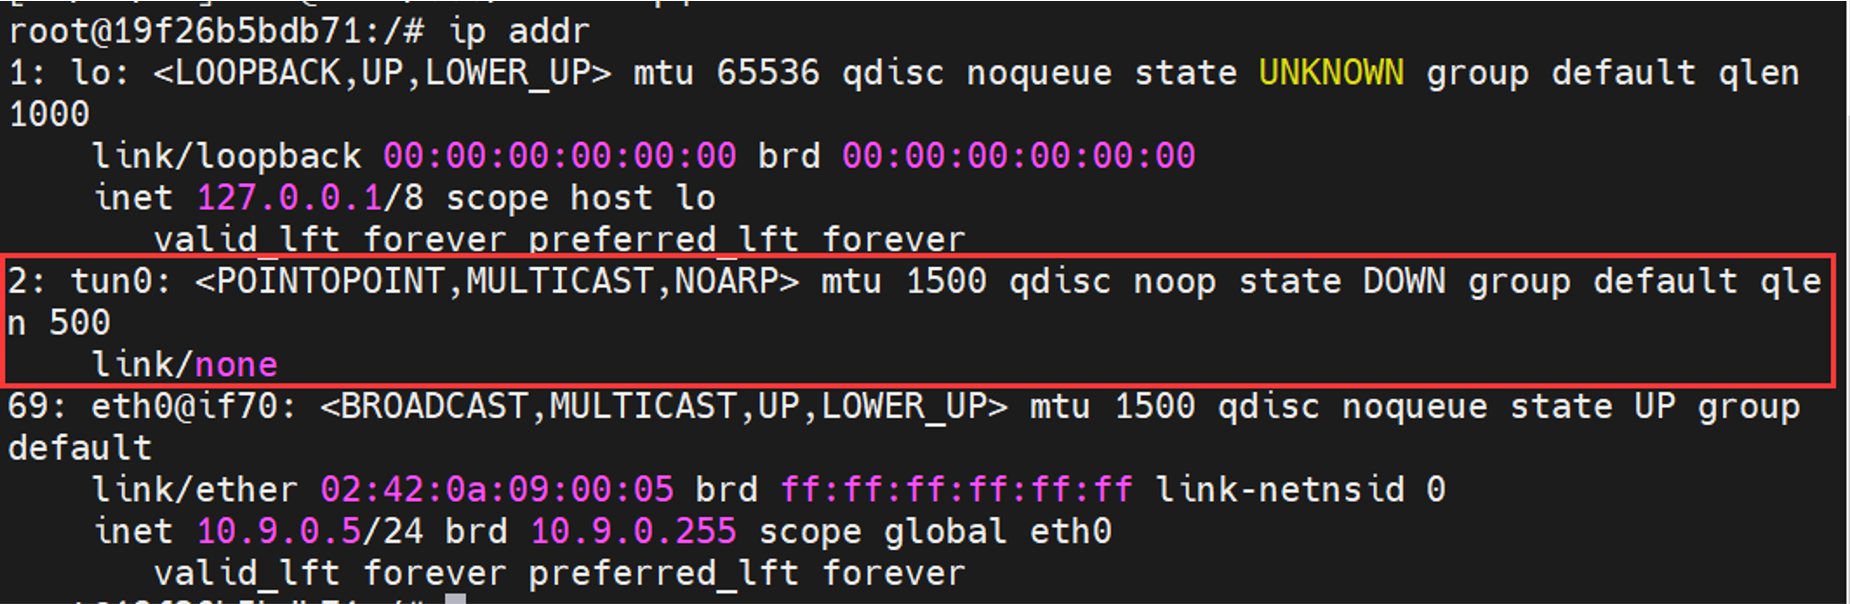 root@19f26b5bdb71:/# ip addr
1: lo: <LOOPBACK,UP,LOWER_UP> mtu 65536 qdisc noqueue state UNKNOWN group default qlen
1000
    link/loopback 00:00:00:00:00:00 brd 00:00:00:00:00:00
    inet 127.0.0.1/8 scope host lo
       valid_lft forever preferred_lft forever
2: tun0: <POINTOPOINT,MULTICAST,NOARP> mtu 1500 qdisc noop state DOWN group default qle
n 500
    link/none
69: eth0@if70: <BROADCAST,MULTICAST,UP,LOWER_UP> mtu 1500 qdisc noqueue state UP group
default
    link/ether 02:42:0a:09:00:05 brd ff:ff:ff:ff:ff:ff link-netnsid 0
    inet 10.9.0.5/24 brd 10.9.0.255 scope global eth0
       valid_lft forever preferred_lft forever